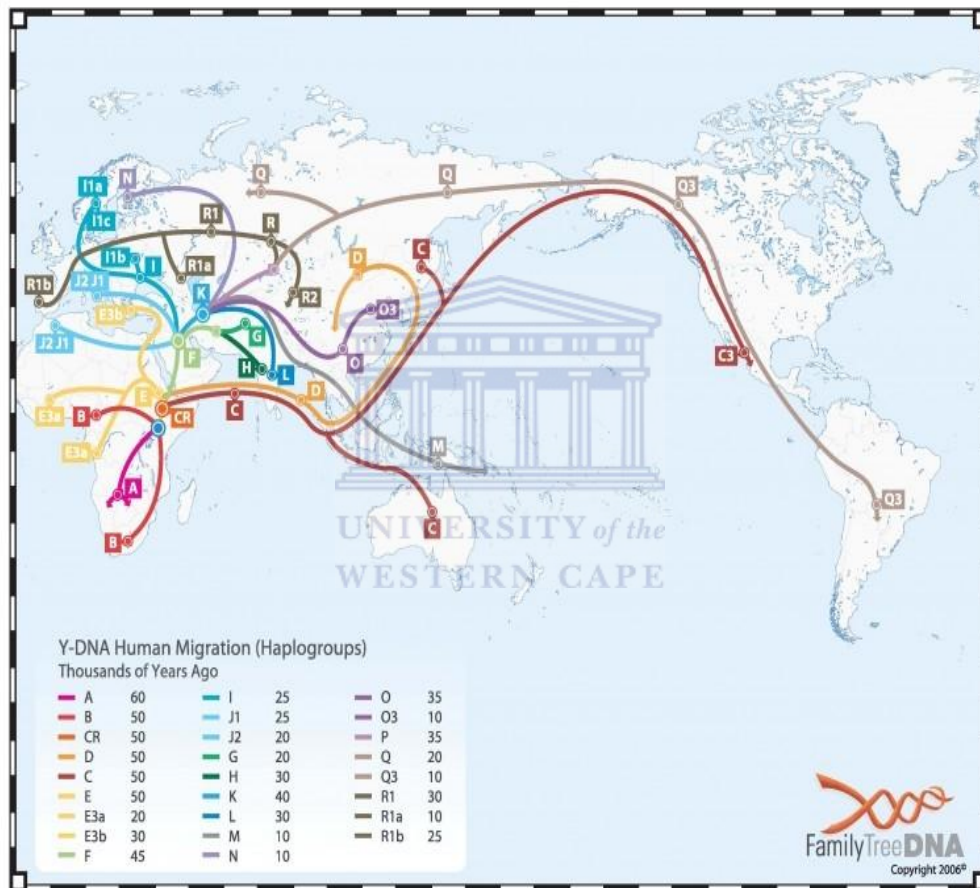 N
Q
Q
Q3
I1a
I1c
R1
R
I1b
I
R1a
D
C
R1b
J2 J1
K
R2
E3b
O3
J2 J1
F
G
O
C3
H
L
E
D
E3a
B
CR
C
E3a
M
A
Q3
B
C
UNIVERSITY of the
WESTERN CAPE
Y-DNA Human Migration (Haplogroups)
Thousands of Years Ago
A 60 I 25 O 35
B 50 J1 25 O3 10
CR 50 J2 20 P 35
D 50 G 20 Q 20
C 50 H 30 Q3 10
E 50 K 40 R1 30
E3a 20 L 30 R1a 10
E3b 30 M 10 R1b 25
F 45 N 10
FamilyTreeDNA
Copyright 2006©